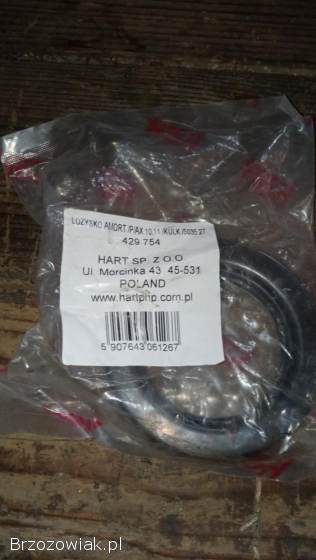 ŁOŻYSKO AMORT./P/AX 10,11 /KULK./5035.27
429 754
HART SP. Z O.O
Ul. Morcinka 43 45-531
POLAND
www.hartphp.com.pl
5 907643 061267
Brzozowiak.pl